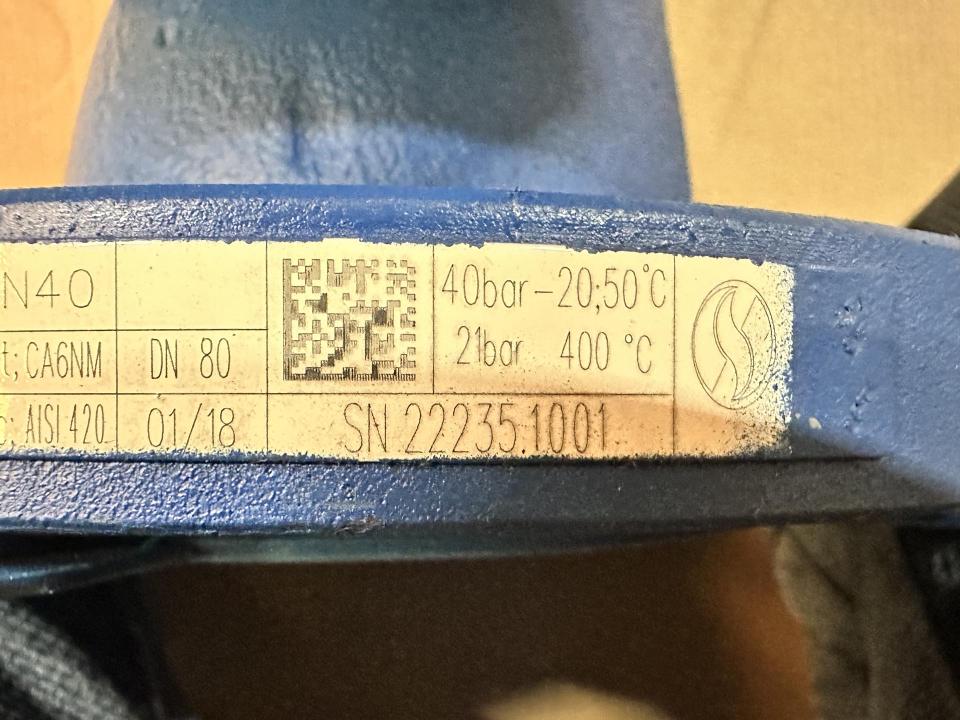 N40
40bar-20;50°C
t; CA6NM DN 80 21bar 400 °C
AISI 420 01/18 SN 22235.1001